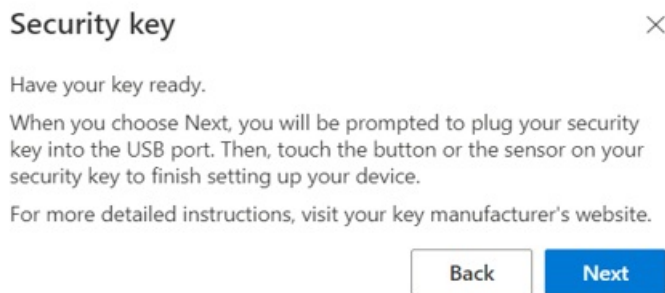 Security key
Have your key ready.
When you choose Next, you will be prompted to plug your security
key into the USB port. Then, touch the button or the sensor on your
security key to finish setting up your device.
For more detailed instructions, visit your key manufacturer's website.
Back Next